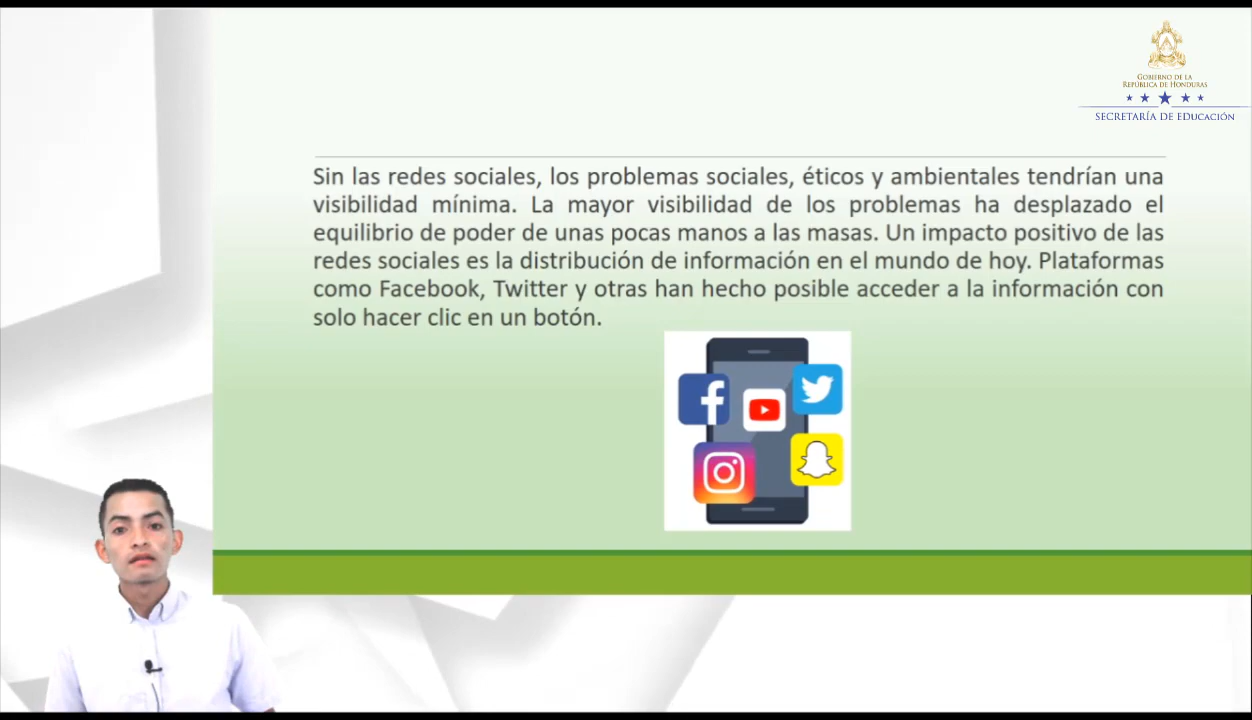 GOBIERNO DE LA
REPÚBLICA DE HONDURAS
SECRETARÍA DE EDUCACIÓN
Sin las redes sociales, los problemas sociales, éticos y ambientales tendrían una
visibilidad mínima. La mayor visibilidad de los problemas ha desplazado el
equilibrio de poder de unas pocas manos a las masas. Un impacto positivo de las
redes sociales es la distribución de información en el mundo de hoy. Plataformas
como Facebook, Twitter y otras han hecho posible acceder a la información con
solo hacer clic en un botón.